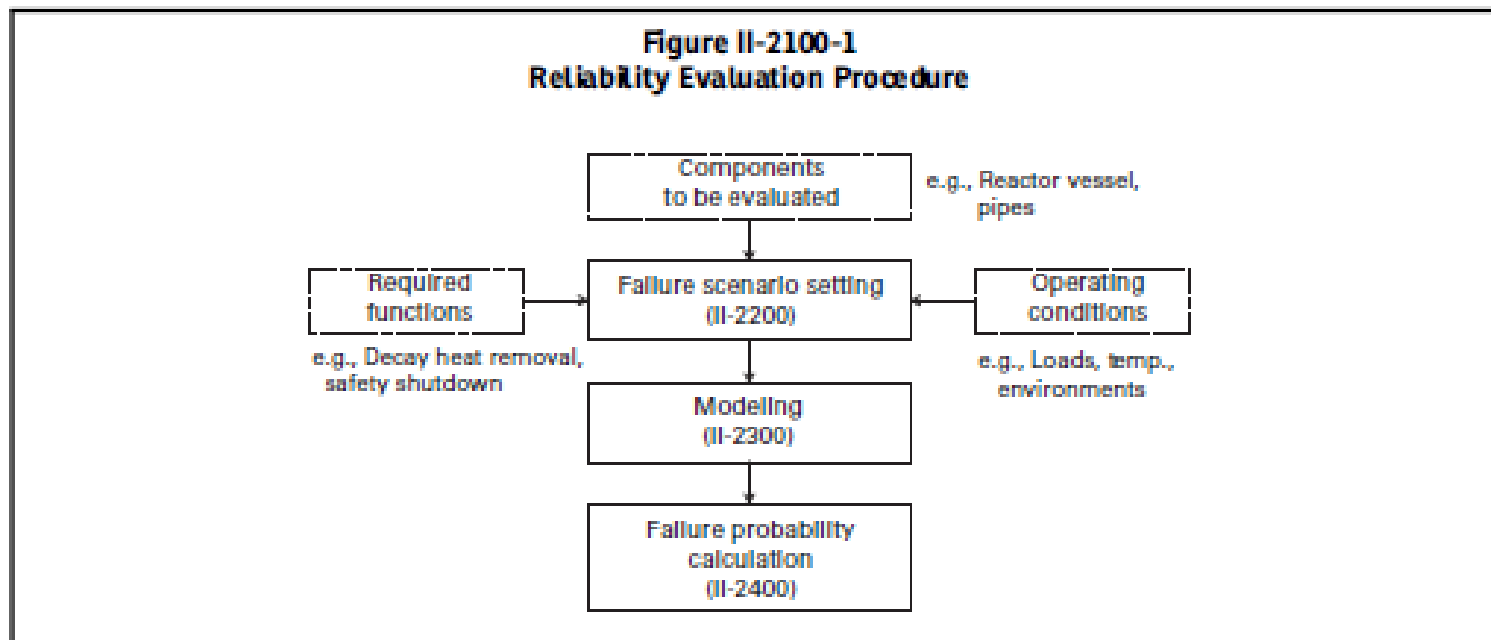 Figure II-2100-1
Reliability Evaluation Procedure
Components
to be evaluated
e.g., Reactor vessel,
pipes
Required
functions
e.g., Decay heat removal,
safety shutdown
Failure scenario setting
(II-2200)
Operating
conditions
e.g., Loads, temp.,
environments
Modeling
(II-2300)
Failure probability
calculation
(II-2400)